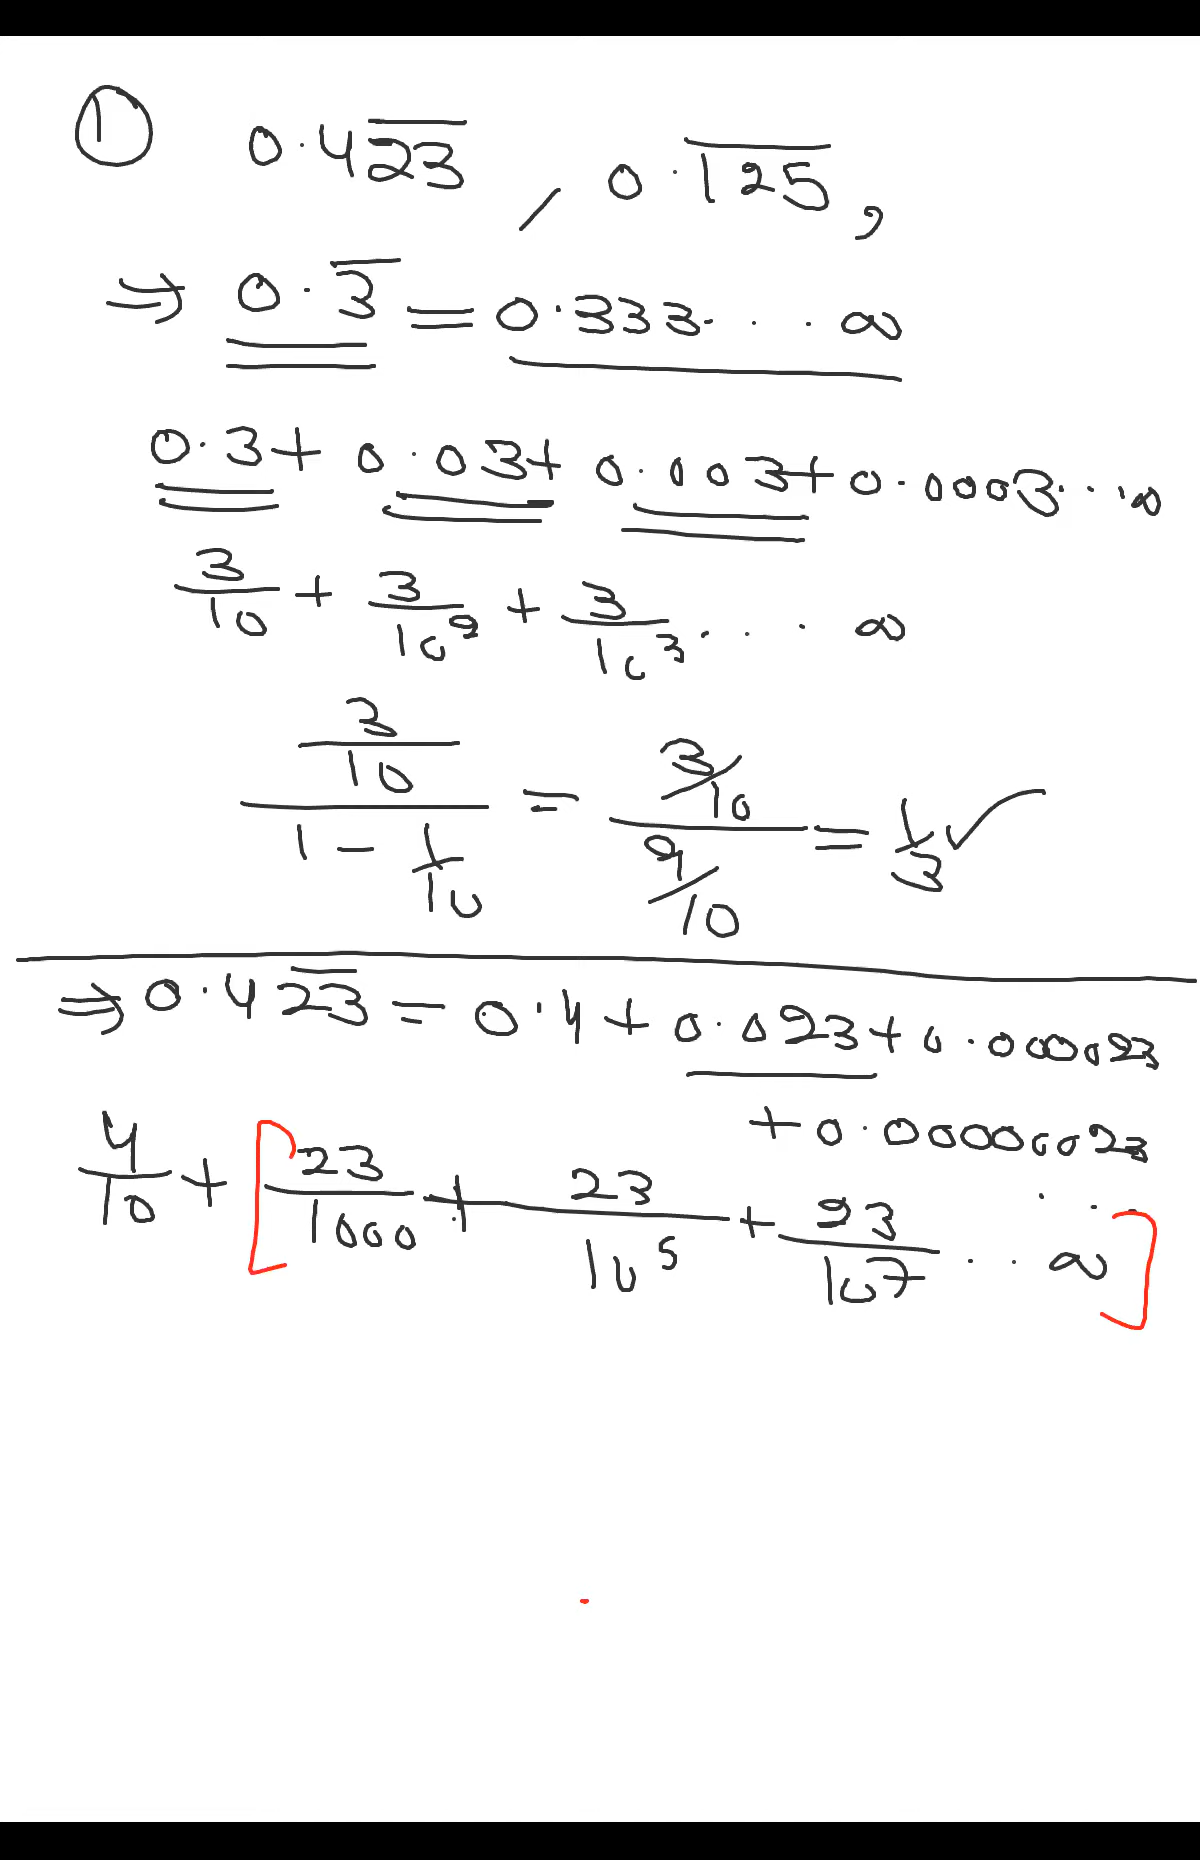 ① 0.4\overline{23} , 0.\overline{125} ,
⇒ 0.\overline{3} = 0.333. . . ∞
0.3 + 0.03 + 0.003 + 0.0003. . . ∞
3/10 + 3/10² + 3/10³ . . . ∞
(3/10)/(1 - 1/10) = (3/10)/(9/10) = 1/3 ✓
⇒ 0.4\overline{23} = 0.4 + 0.023 + 0.000023
+ 0.00000023
4/10 + [23/1000 + 23/10⁵ + 23/10⁷ . . . ∞]